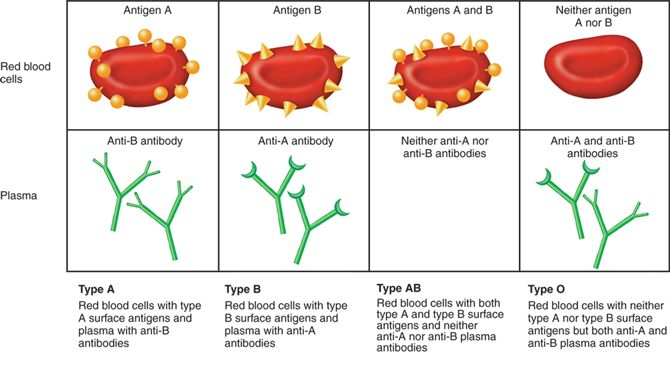 Antigen A
Antigen B
Antigens A and B
Neither antigen
A nor B
Red blood
cells
Anti-B antibody
Anti-A antibody
Neither anti-A nor
anti-B antibodies
Anti-A and anti-B
antibodies
Plasma
Type A
Red blood cells with type
A surface antigens and
plasma with anti-B
antibodies
Type B
Red blood cells with type
B surface antigens and
plasma with anti-A
antibodies
Type AB
Red blood cells with both
type A and type B surface
antigens and neither
anti-A nor anti-B plasma
antibodies
Type O
Red blood cells with neither
type A nor type B surface
antigens but both anti-A and
anti-B plasma antibodies